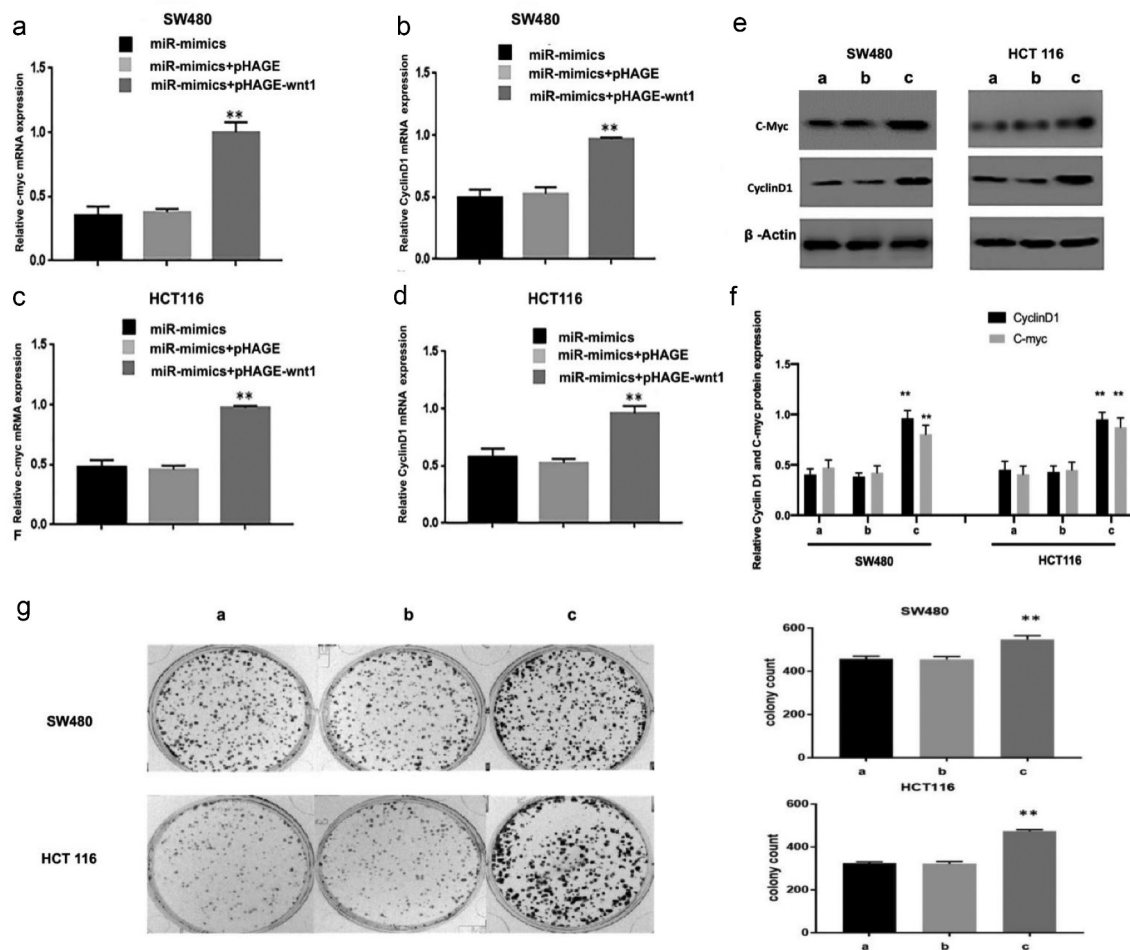 a
SW480
miR-mimics
miR-mimics+pHAGE
miR-mimics+pHAGE-wnt1
Relative c-myc mRNA expression
1.5
1.0
0.5
0.0
**
b
SW480
miR-mimics
miR-mimics+pHAGE
miR-mimics+pHAGE-wnt1
Relative CyclinD1 mRNA expression
1.5
1.0
0.5
0.0
**
c
HCT116
miR-mimics
miR-mimics+pHAGE
miR-mimics+pHAGE-wnt1
Relative c-myc mRMA expression
1.5
1.0
0.5
0.0
**
F
d
HCT116
miR-mimics
miR-mimics+pHAGE
miR-mimics+pHAGE-wnt1
Relative CyclinD1 mRNA expression
1.5
1.0
0.5
0.0
**
e
SW480 HCT 116
a b c a b c
C-Myc
CyclinD1
β -Actin
f
CyclinD1
C-myc
Relative Cyclin D1 and C-myc protein expression
1.5
1.0
0.5
0.0
** ** ** **
a b c a b c
SW480 HCT116
g
a b c
SW480
HCT 116
SW480
colony count
600
400
200
0
**
a b c
HCT116
colony count
600
400
200
0
**
a b c